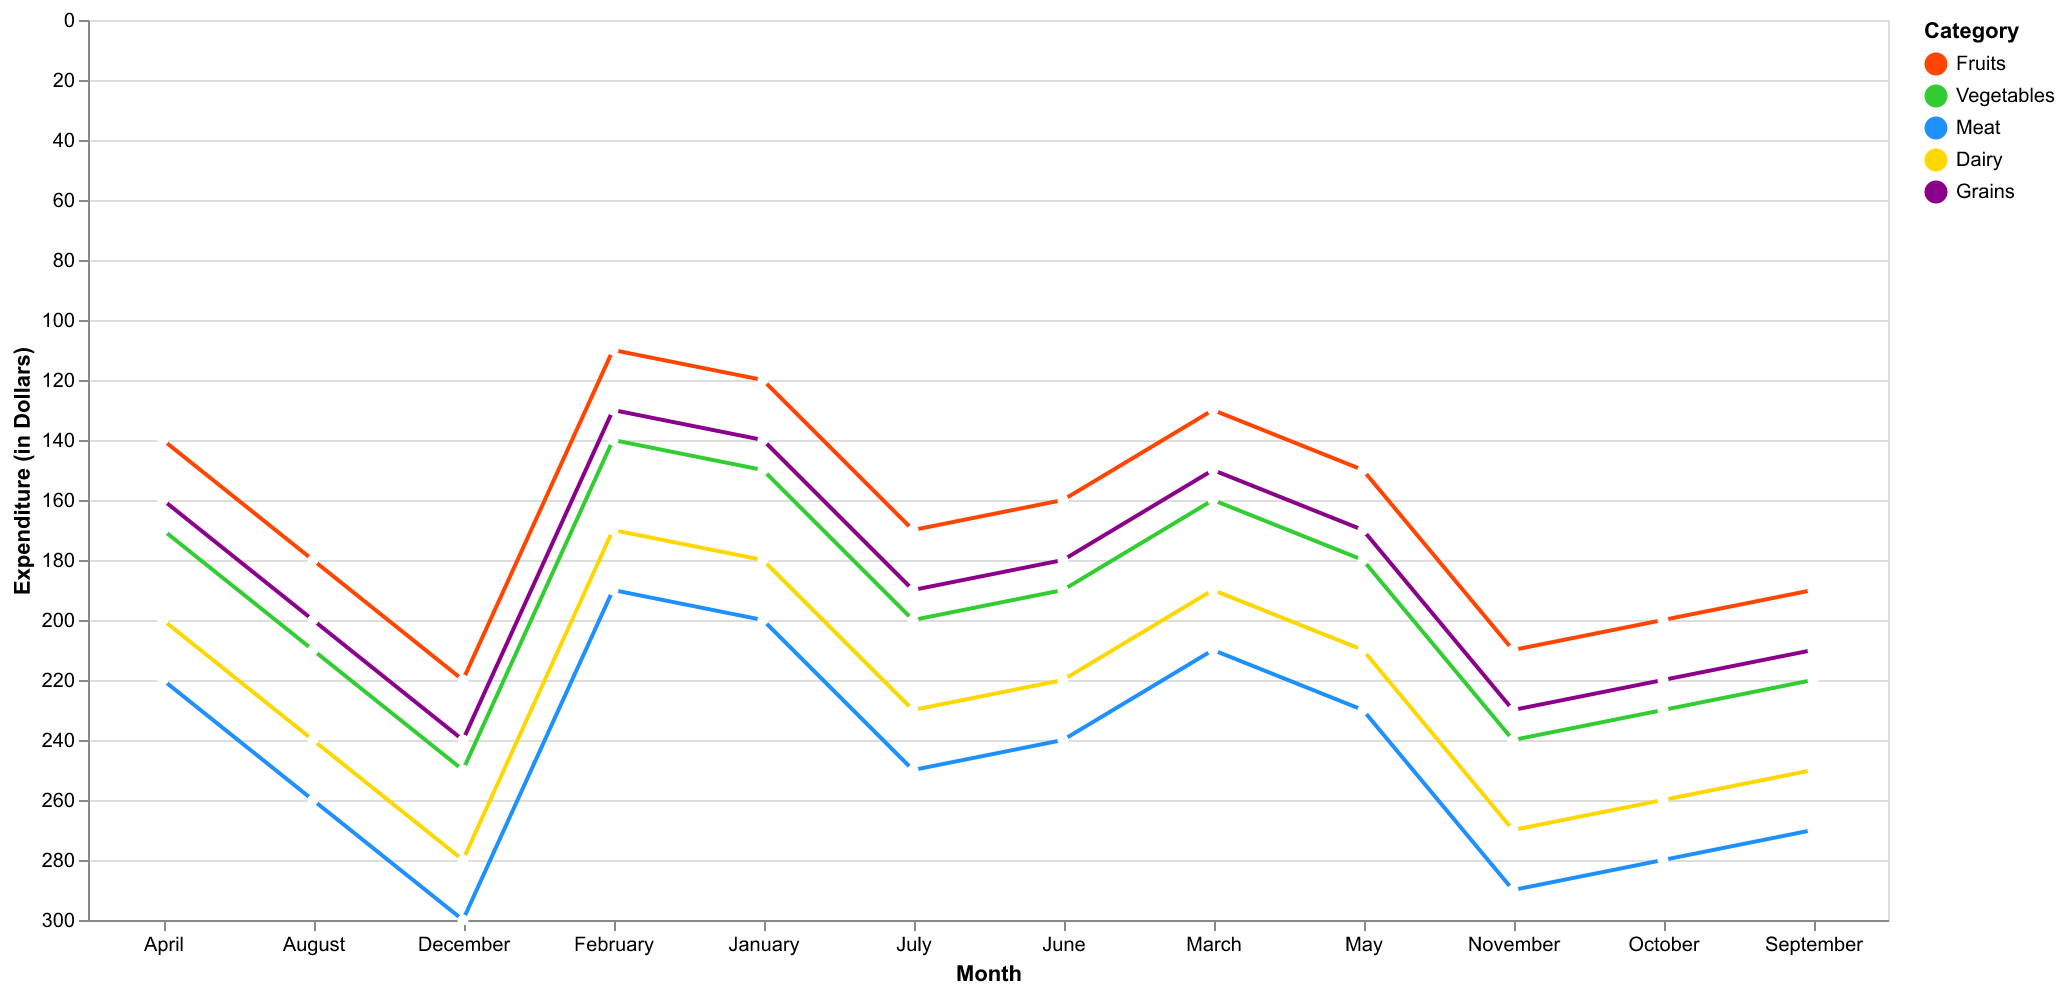 Expenditure (in Dollars)
0
20
40
60
80
100
120
140
160
180
200
220
240
260
280
300
April
August
December
February
January
July
June
March
May
November
October
September
Month
Category
Fruits
Vegetables
Meat
Dairy
Grains